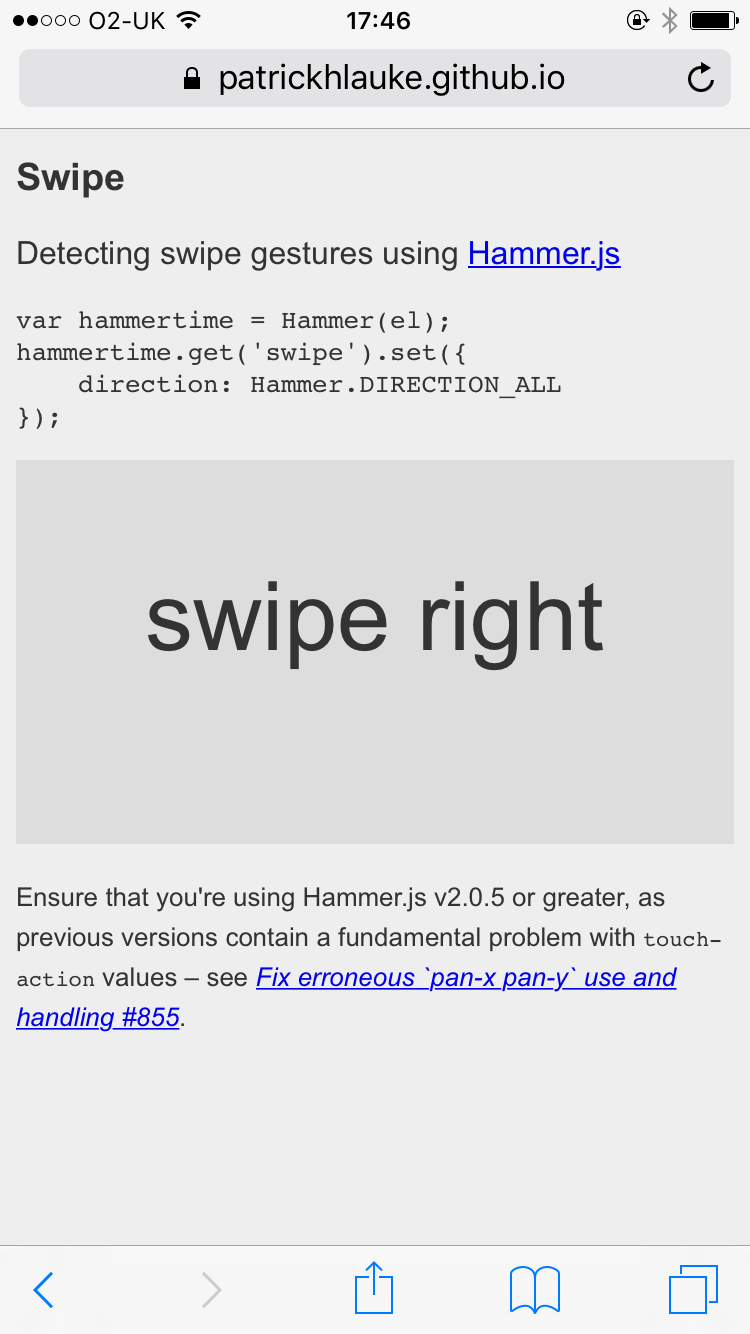 O2-UK 17:46
patrickhlauke.github.io
Swipe
Detecting swipe gestures using Hammer.js
var hammertime = Hammer(el);
hammertime.get('swipe').set({
    direction: Hammer.DIRECTION_ALL
});
swipe right
Ensure that you're using Hammer.js v2.0.5 or greater, as
previous versions contain a fundamental problem with touch-
action values – see Fix erroneous `pan-x pan-y` use and
handling #855.